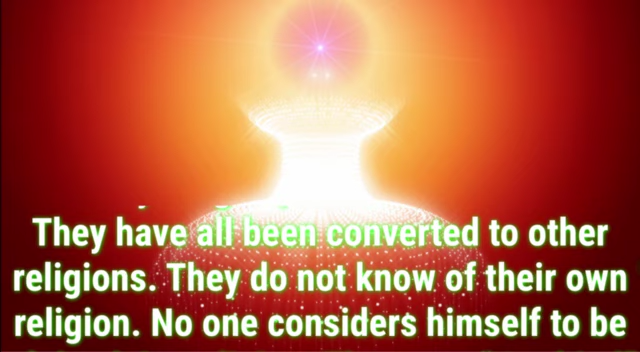 They have all been converted to other
religions. They do not know of their own
religion. No one considers himself to be